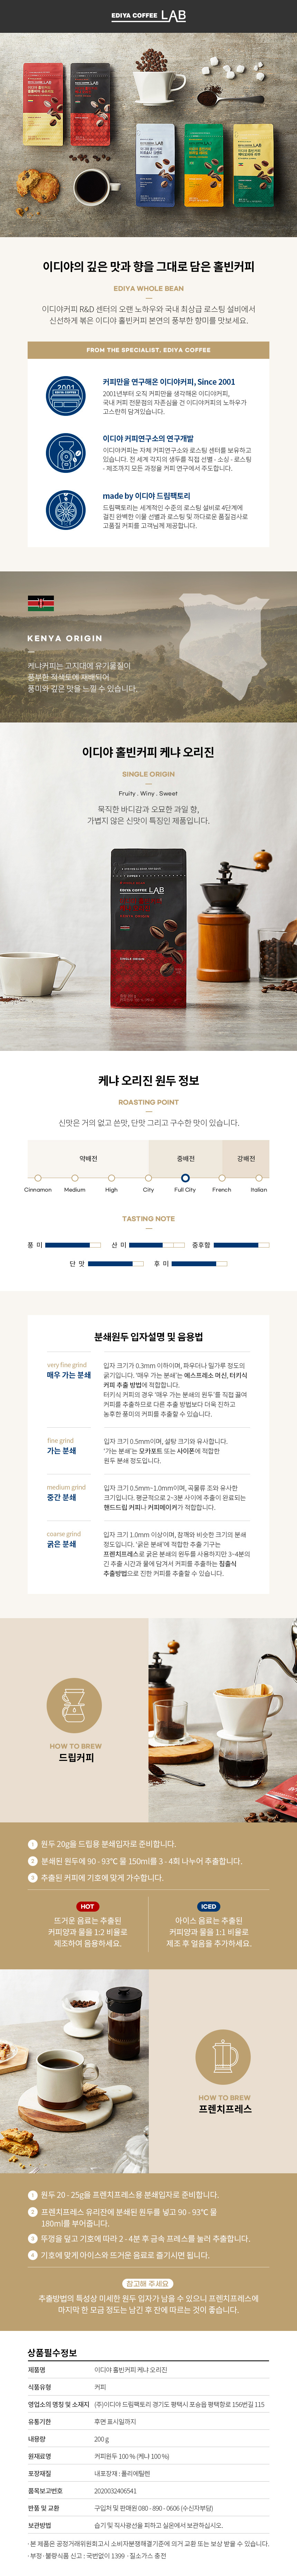 EDIYA COFFEE LAB
이디야의 깊은 맛과 향을 그대로 담은 홀빈커피
EDIYA WHOLE BEAN
이디야커피 R&D 센터의 오랜 노하우와 국내 최상급 로스팅 설비에서
신선하게 볶은 이디야 홀빈커피 본연의 풍부한 향미를 맛보세요.
FROM THE SPECIALIST, EDIYA COFFEE
2001
커피만을 연구해온 이디야커피, Since 2001
2001년부터 오직 커피만을 생각해온 이디야커피,
국내 커피 전문점의 자존심을 건 이디야커피의 노하우가
고스란히 담겨있습니다.
이디야 커피연구소의 연구개발
이디야커피는 자체 커피연구소와 로스팅 센터를 보유하고
있습니다. 전 세계 각지의 생두를 직접 선별 - 소싱 - 로스팅
- 제조까지 모든 과정을 커피 연구에서 주도합니다.
made by 이디야 드림팩토리
드림팩토리는 세계적인 수준의 로스팅 설비로 4단계에
걸친 완벽한 이물 선별과 로스팅 및 까다로운 품질검사로
고품질 커피를 고객님께 제공합니다.
KENYA ORIGIN
케냐커피는 고지대에 유기물질이
풍부한 적색토에 재배되어
풍미와 깊은 맛을 느낄 수 있습니다.
이디야 홀빈커피 케냐 오리진
SINGLE ORIGIN
Fruity . Winy . Sweet
묵직한 바디감과 오묘한 과일 향,
가볍지 않은 신맛이 특징인 제품입니다.
EDIYA COFFEE LAB
SINGLE ORIGIN
케냐 오리진 원두 정보
ROASTING POINT
신맛은 거의 없고 쓴맛, 단맛 그리고 구수한 맛이 있습니다.
약배전 중배전 강배전
Cinnamon Medium High City Full City French Italian
TASTING NOTE
풍 미 산 미 중후함
단 맛 후 미
분쇄원두 입자설명 및 음용법
very fine grind
매우 가는 분쇄
입자 크기가 0.3mm 이하이며, 파우더나 밀가루 정도의
굵기입니다. '매우 가는 분쇄'는 에스프레소 머신, 터키식
커피 추출 방법에 적합합니다.
터키식 커피의 경우 '매우 가는 분쇄의 원두'를 직접 끓여
커피를 추출하므로 다른 추출 방법보다 더욱 진하고
농후한 풍미의 커피를 추출할 수 있습니다.
fine grind
가는 분쇄
입자 크기 0.5mm이며, 설탕 크기와 유사합니다.
'가는 분쇄'는 모카포트 또는 사이폰에 적합한
원두 분쇄 정도입니다.
medium grind
중간 분쇄
입자 크기 0.5mm~1.0mm이며, 곡물류 조와 유사한
크기입니다. 평균적으로 2~3분 사이에 추출이 완료되는
핸드드립 커피나 커피메이커가 적합합니다.
coarse grind
굵은 분쇄
입자 크기 1.0mm 이상이며, 참깨와 비슷한 크기의 분쇄
정도입니다. '굵은 분쇄'에 적합한 추출 기구는
프렌치프레스로 굵은 분쇄의 원두를 사용하지만 3~4분의
긴 추출 시간과 물에 담겨서 커피를 추출하는 침출식
추출방법으로 진한 커피를 추출할 수 있습니다.
HOW TO BREW
드립커피
1 원두 20g을 드립용 분쇄입자로 준비합니다.
2 분쇄된 원두에 90 - 93℃ 물 150ml를 3 - 4회 나누어 추출합니다.
3 추출된 커피에 기호에 맞게 가수합니다.
HOT
뜨거운 음료는 추출된
커피양과 물을 1:2 비율로
제조하여 음용하세요.
ICED
아이스 음료는 추출된
커피양과 물을 1:1 비율로
제조 후 얼음을 추가하세요.
HOW TO BREW
프렌치프레스
1 원두 20 - 25g을 프렌치프레스용 분쇄입자로 준비합니다.
2 프렌치프레스 유리잔에 분쇄된 원두를 넣고 90 - 93℃ 물
180ml를 부어줍니다.
3 뚜껑을 덮고 기호에 따라 2 - 4분 후 금속 프레스를 눌러 추출합니다.
4 기호에 맞게 아이스와 뜨거운 음료로 즐기시면 됩니다.
참고해 주세요
추출방법의 특성상 미세한 원두 입자가 남을 수 있으니 프렌치프레스에
마지막 한 모금 정도는 남긴 후 잔에 따르는 것이 좋습니다.
상품필수정보
제품명 이디야 홀빈커피 케냐 오리진
식품유형 커피
영업소의 명칭 및 소재지 (주)이디야 드림팩토리 경기도 평택시 포승읍 평택항로 156번길 115
유통기한 후면 표시일까지
내용량 200 g
원재료명 커피원두 100 % (케냐 100 %)
포장재질 내포장재 : 폴리에틸렌
품목보고번호 2020032406541
반품 및 교환 구입처 및 판매원 080 - 890 - 0606 (수신자부담)
보관방법 습기 및 직사광선을 피하고 실온에서 보관하십시오.
· 본 제품은 공정거래위원회고시 소비자분쟁해결기준에 의거 교환 또는 보상 받을 수 있습니다.
· 부정 · 불량식품 신고 : 국번없이 1399 · 질소가스 충전